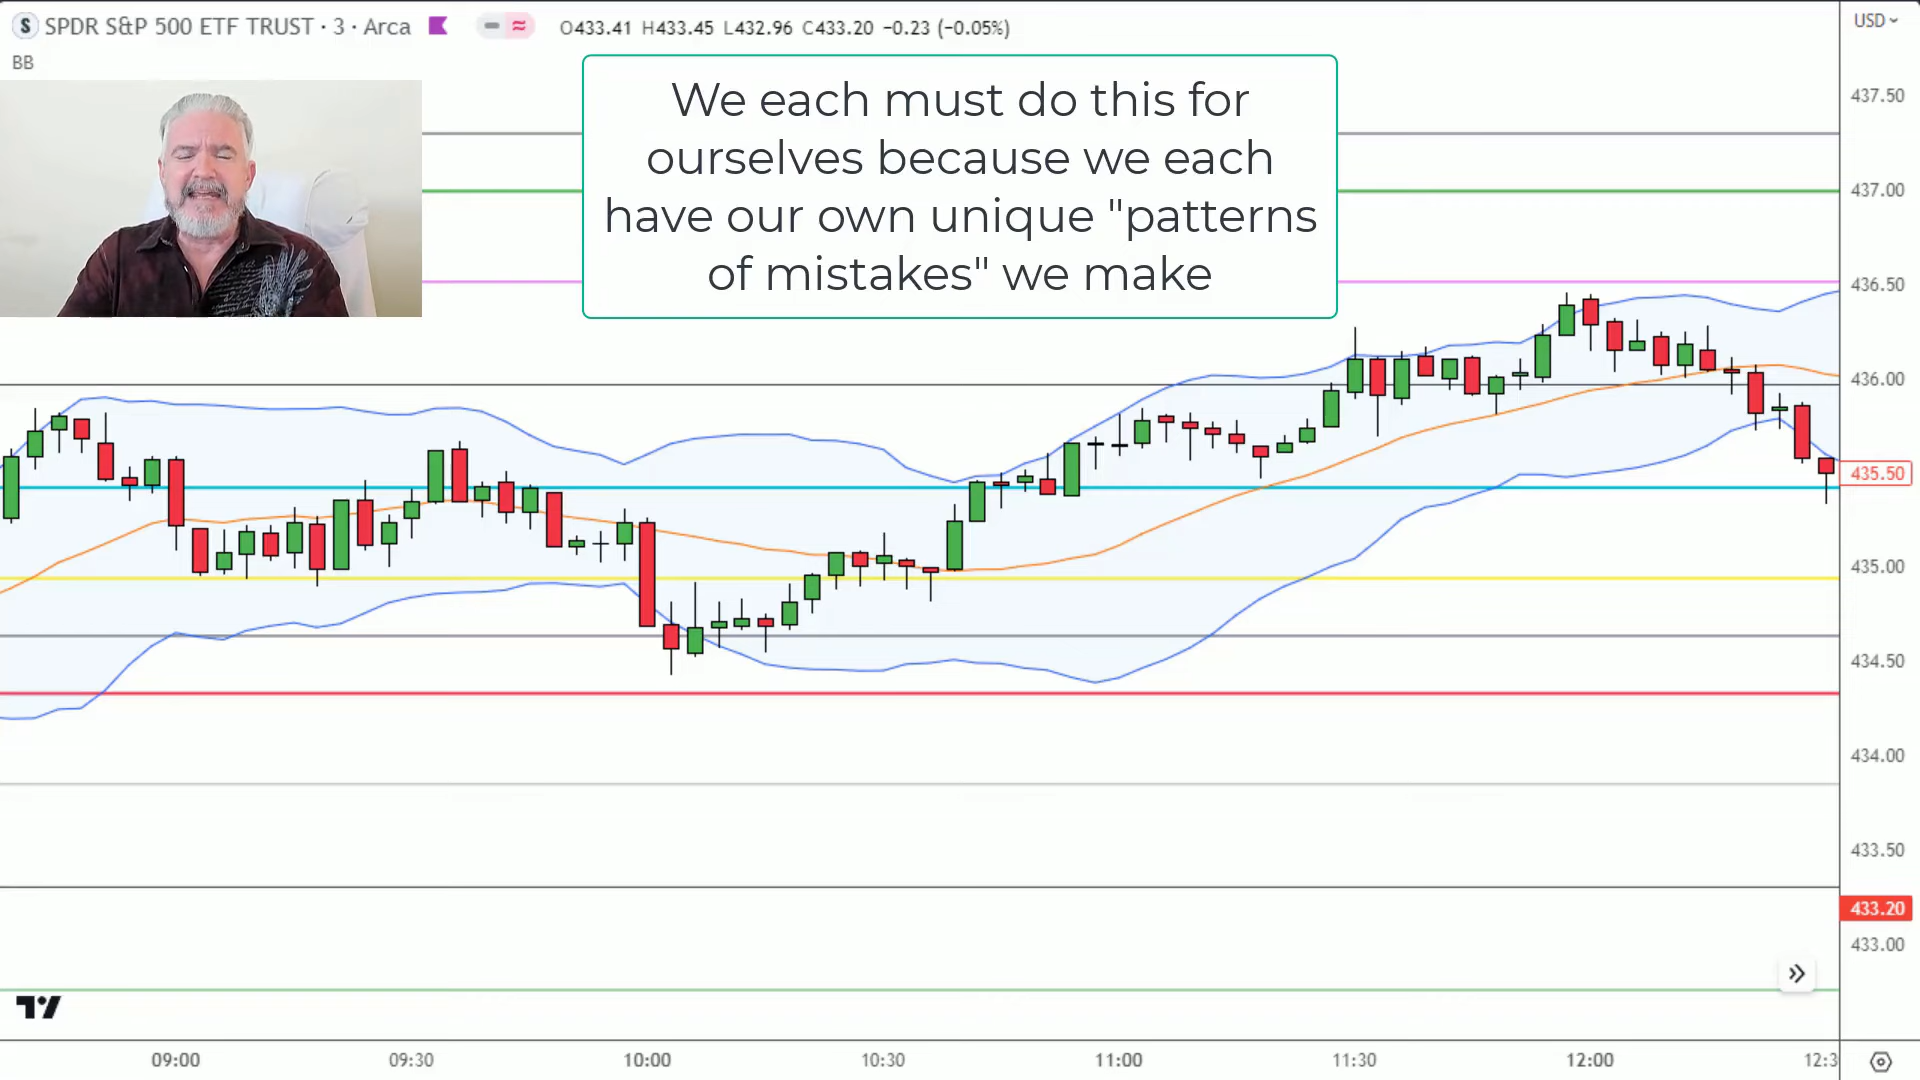 SPDR S&P 500 ETF TRUST · 3 · Arca O433.41 H433.45 L432.96 C433.20 −0.23 (−0.05%) USD
BB
We each must do this for
ourselves because we each
have our own unique "patterns
of mistakes" we make
437.50
437.00
436.50
436.00
435.50
435.00
434.50
434.00
433.50
433.20
433.00
09:00 09:30 10:00 10:30 11:00 11:30 12:00 12:3